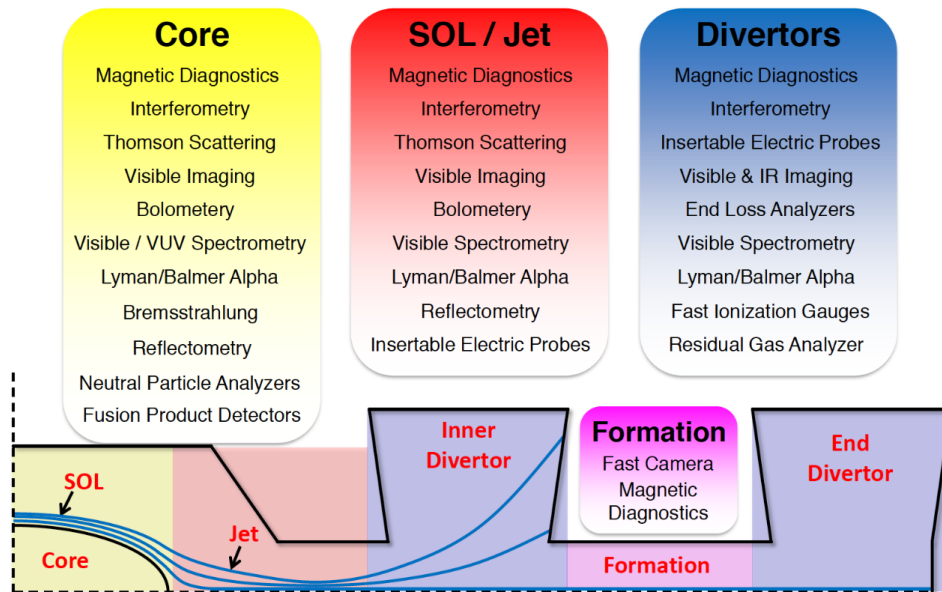 Core
Magnetic Diagnostics
Interferometry
Thomson Scattering
Visible Imaging
Bolometery
Visible / VUV Spectrometry
Lyman/Balmer Alpha
Bremsstrahlung
Reflectometry
Neutral Particle Analyzers
Fusion Product Detectors
SOL / Jet
Magnetic Diagnostics
Interferometry
Thomson Scattering
Visible Imaging
Bolometery
Visible Spectrometry
Lyman/Balmer Alpha
Reflectometry
Insertable Electric Probes
Divertors
Magnetic Diagnostics
Interferometry
Insertable Electric Probes
Visible & IR Imaging
End Loss Analyzers
Visible Spectrometry
Lyman/Balmer Alpha
Fast Ionization Gauges
Residual Gas Analyzer
Formation
Fast Camera
Magnetic
Diagnostics
SOL
Core
Jet
Inner
Divertor
Formation
End
Divertor